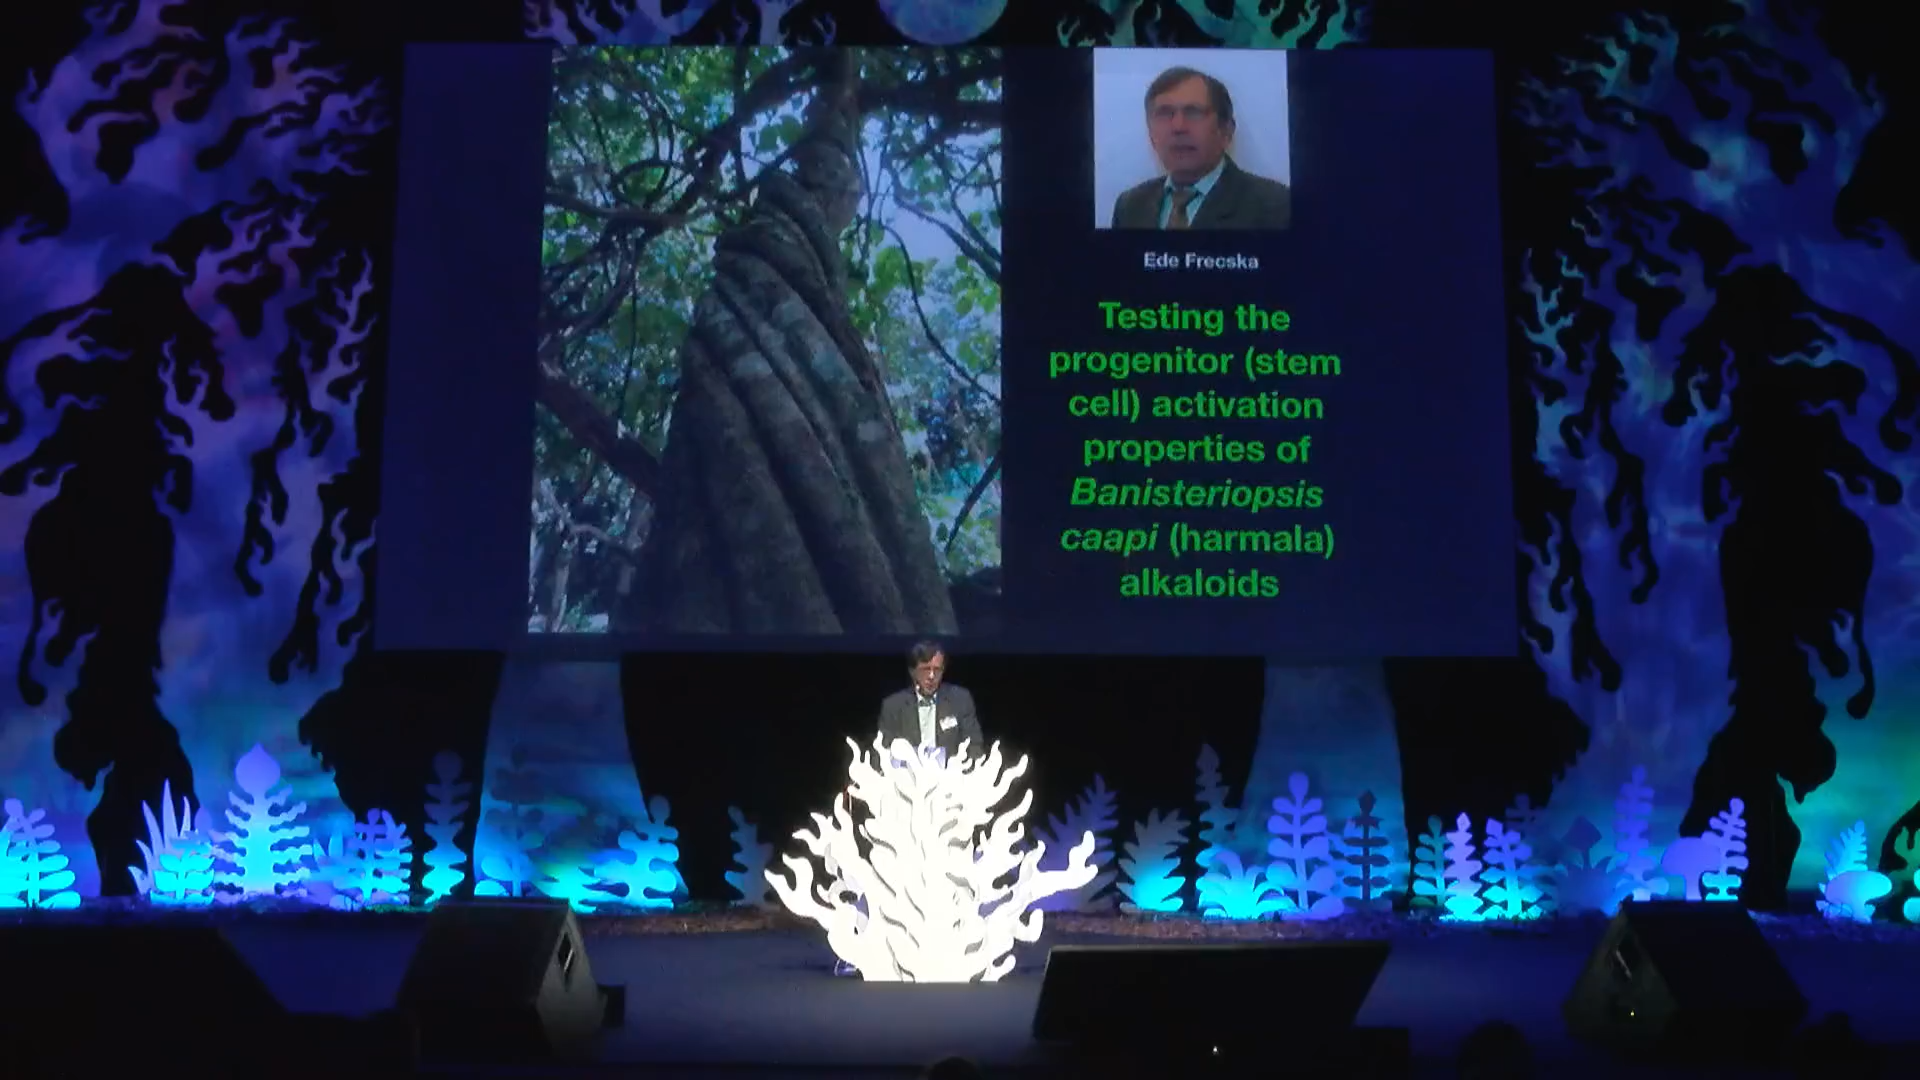 Ede Frecska
Testing the
progenitor (stem
cell) activation
properties of
Banisteriopsis
caapi (harmala)
alkaloids